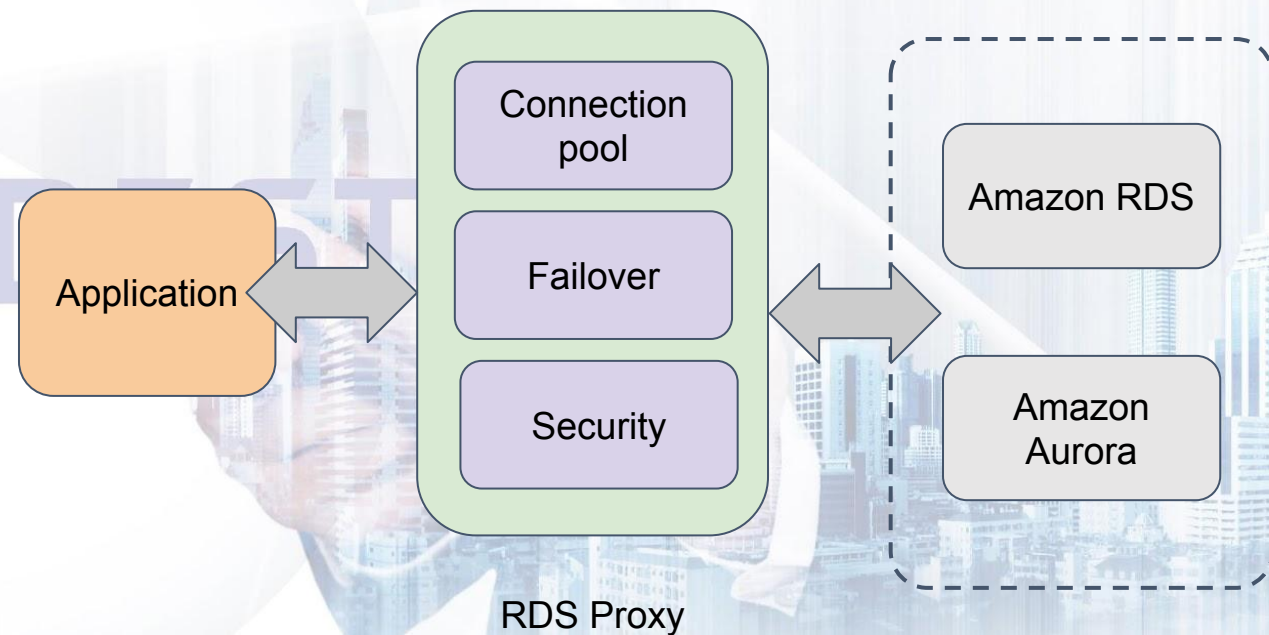 Application
Connection
pool
Failover
Security
Amazon RDS
Amazon
Aurora
RDS Proxy